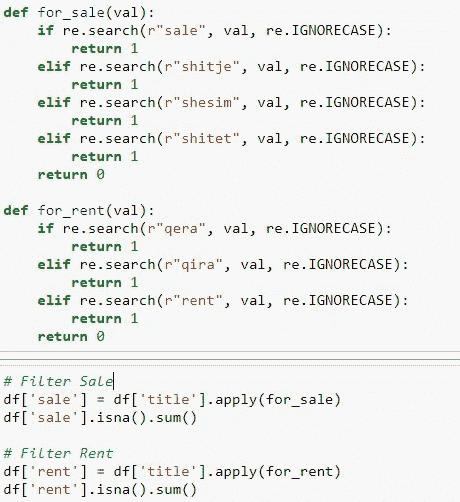 def for_sale(val):
    if re.search(r"sale", val, re.IGNORECASE):
        return 1
    elif re.search(r"shitje", val, re.IGNORECASE):
        return 1
    elif re.search(r"shesim", val, re.IGNORECASE):
        return 1
    elif re.search(r"shitet", val, re.IGNORECASE):
        return 1
    return 0

def for_rent(val):
    if re.search(r"qera", val, re.IGNORECASE):
        return 1
    elif re.search(r"qira", val, re.IGNORECASE):
        return 1
    elif re.search(r"rent", val, re.IGNORECASE):
        return 1
    return 0

# Filter Sale
df['sale'] = df['title'].apply(for_sale)
df['sale'].isna().sum()

# Filter Rent
df['rent'] = df['title'].apply(for_rent)
df['rent'].isna().sum()